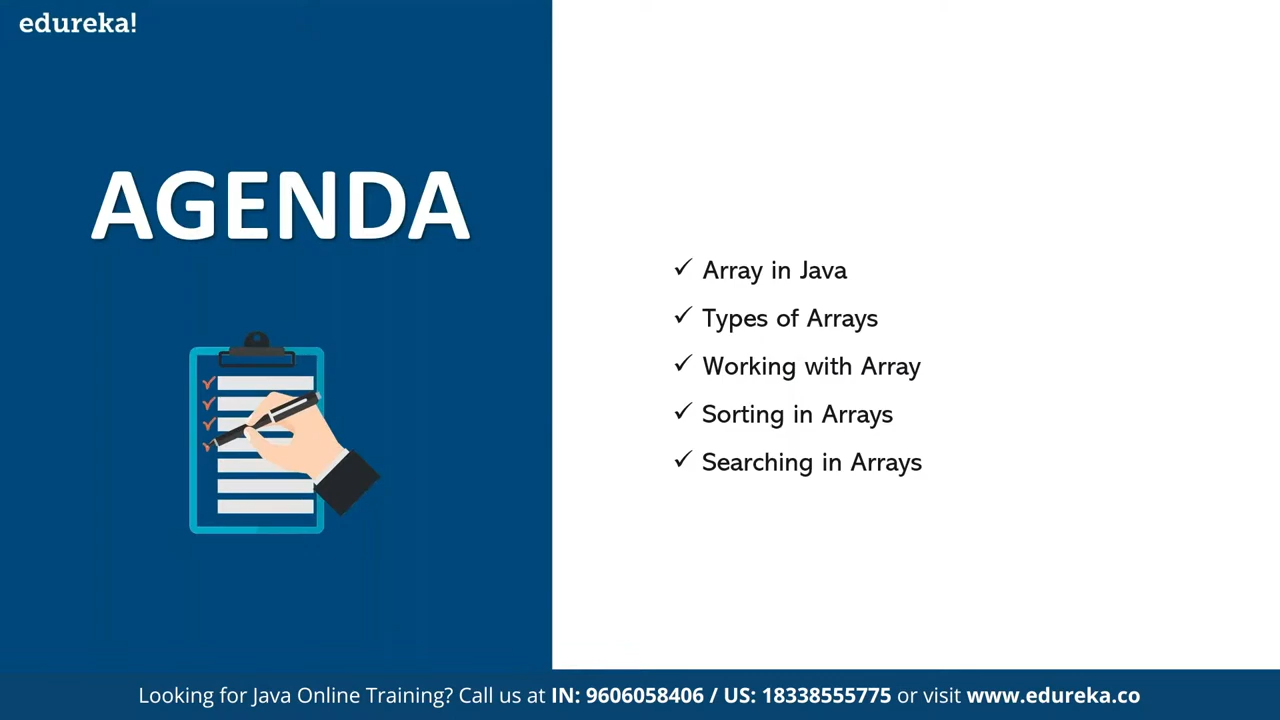 edureka!
AGENDA
✓ Array in Java
✓ Types of Arrays
✓ Working with Array
✓ Sorting in Arrays
✓ Searching in Arrays
Looking for Java Online Training? Call us at IN: 9606058406 / US: 18338555775 or visit www.edureka.co